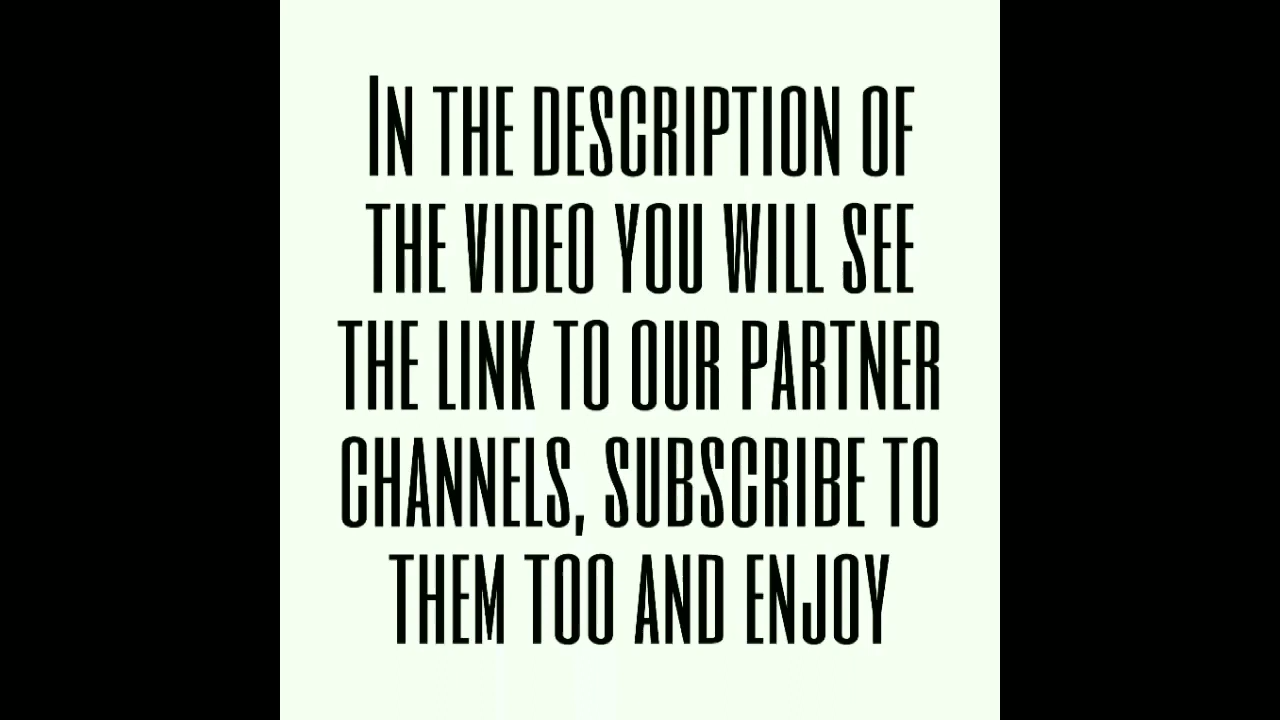 In the description of
the video you will see
the link to our partner
channels, subscribe to
them too and enjoy